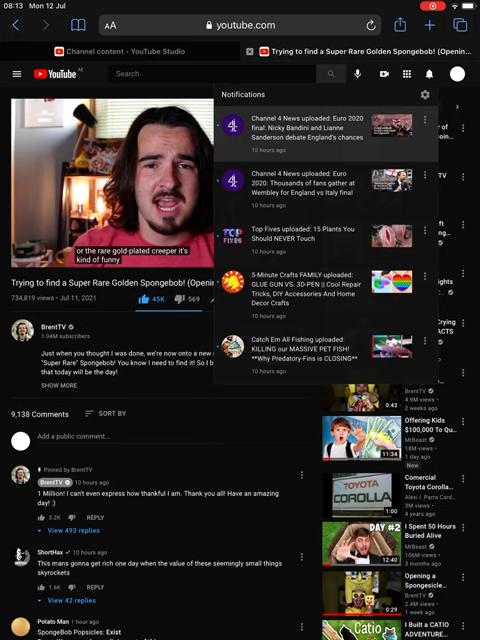 08:13 Mon 12 Jul
AA
youtube.com
Channel content - YouTube Studio
Trying to find a Super Rare Golden Spongebob! (Openin...
YouTube
Search
Notifications
Channel 4 News uploaded: Euro 2020
final: Nicky Bandini and Lianne
Sanderson debate England's chances
10 hours ago
Channel 4 News uploaded: Euro
2020: Thousands of fans gather at
Wembley for England vs Italy final
10 hours ago
TOP
FIVES
Top Fives uploaded: 15 Plants You
Should NEVER Touch
10 hours ago
5-Minute Crafts FAMILY uploaded:
GLUE GUN VS. 3D-PEN || Cool Repair
Tricks, DIY Accessories And Home
Decor Crafts
10 hours ago
Catch Em All Fishing uploaded:
KILLING our MASSIVE PET FISH!
**Why Predatory-Fins is CLOSING**
10 hours ago
or the rare gold-plated creeper it's
kind of funny
Trying to find a Super Rare Golden Spongebob! (Openin
734,819 views • Jul 11, 2021
45K
569
BrentTV
1.04M subscribers
Just when you thought I was done, we're now onto a new
"Super Rare" Spongebob! You know I need to find it! So I b
that today will be the day!
SHOW MORE
9,138 Comments
SORT BY
Add a public comment...
Pinned by BrentTV
BrentTV 10 hours ago
1 Million! I can't even express how thankful I am. Thank you all! Have an amazing
day! :)
3.2K
REPLY
View 493 replies
ShortHax 10 hours ago
This mans gonna get rich one day when the value of these seemingly small things
skyrockets
1.6K
REPLY
View 42 replies
Potato Man 1 hour ago
SpongeBob Popsicles: Exist
0:43
BrentTV
4.9M views •
2 weeks ago
Offering Kids
$100,000 To Qu...
MrBeast
18M views •
1 day ago
New
11:34
TOYOTA
COROLLA
1:00
Comercial
Toyota Corolla...
Alexi J. Parra Card...
3M views •
4 years ago
DAY #2
12:40
I Spent 50 Hours
Buried Alive
MrBeast
106M views •
3 months ago
0:29
Opening a
Spongesicle...
BrentTV
2.4M views •
1 week ago
CATIO
I Built a CATIO
ADVENTURE...